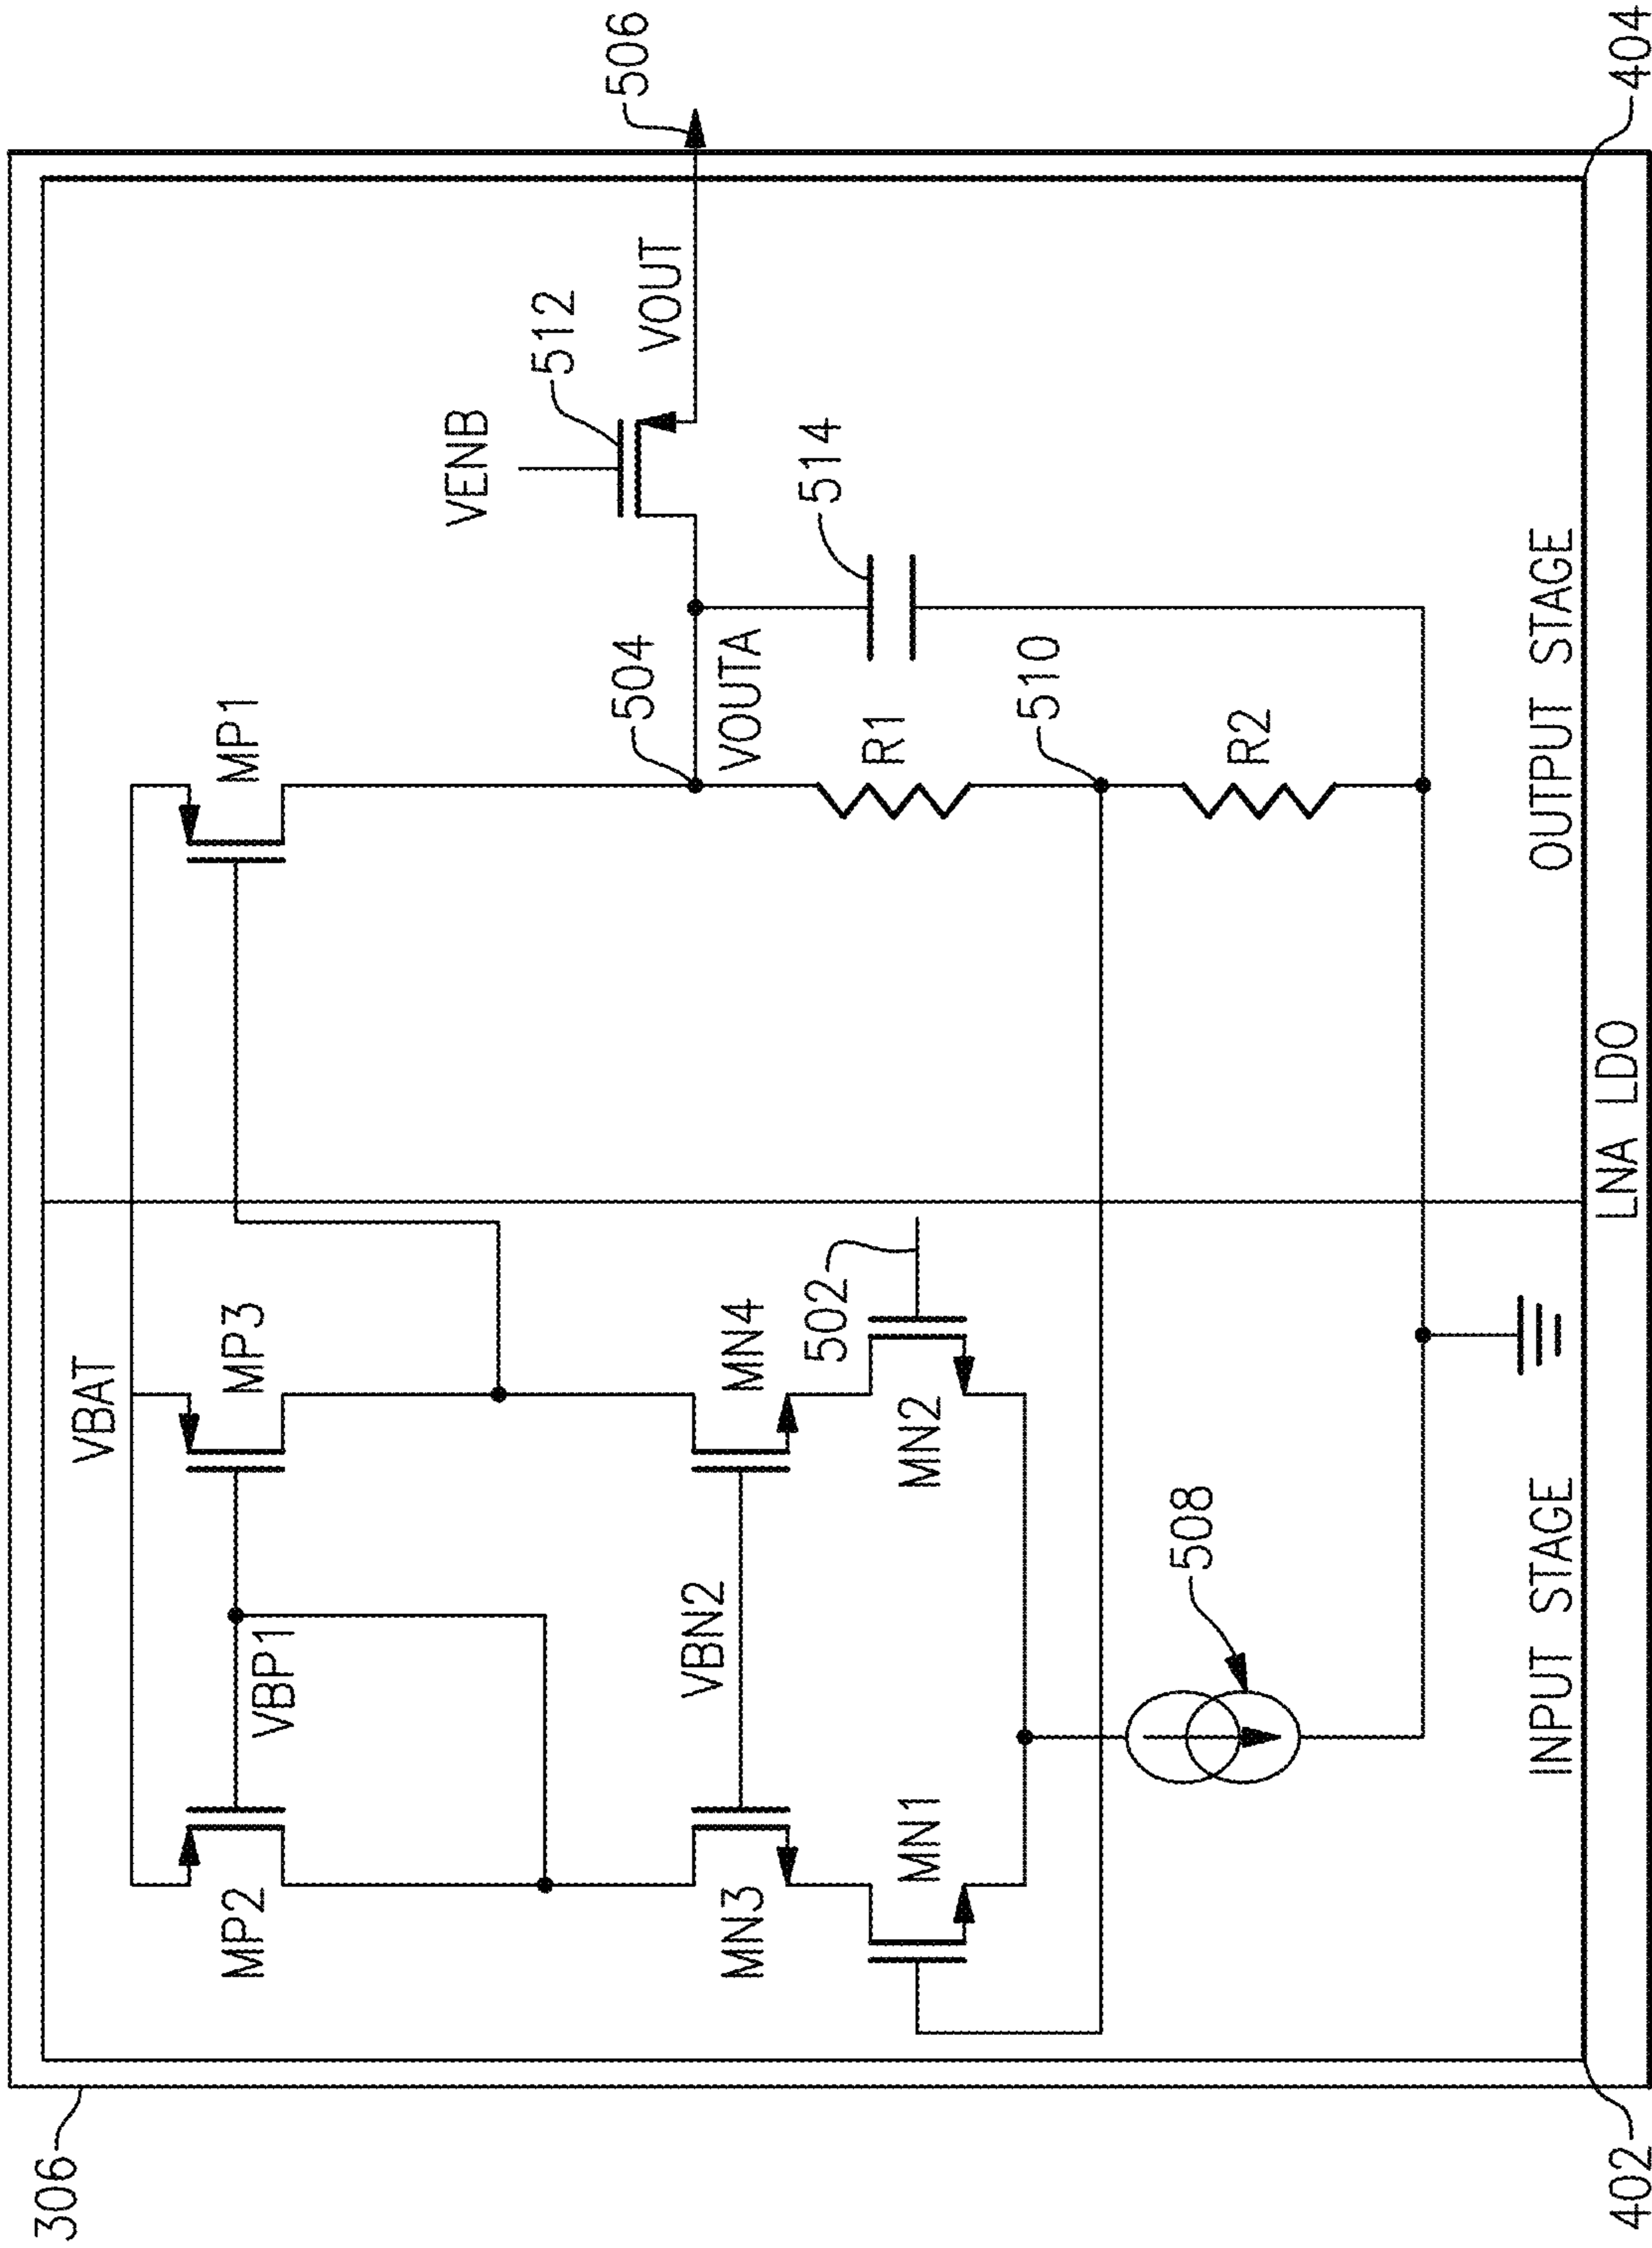 306
VBAT
MP2
VBP1
MP3
MP1
VENB
512
506
VOUT
504
VOUTA
514
MN3
VBN2
MN4
502
R1
MN1
MN2
510
508
R2
INPUT STAGE
OUTPUT STAGE
402
LNA LDO
404